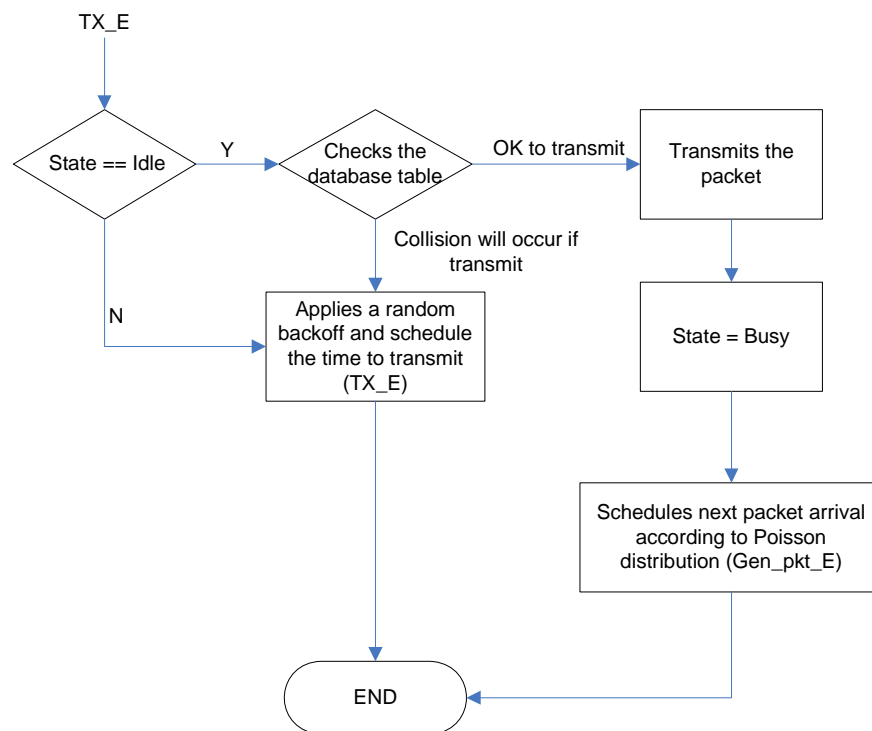 TX_E
State == Idle
Y
Checks the
database table
OK to transmit
Transmits the
packet
Collision will occur if
transmit
N
Applies a random
backoff and schedule
the time to transmit
(TX_E)
State = Busy
Schedules next packet arrival
according to Poisson
distribution (Gen_pkt_E)
END